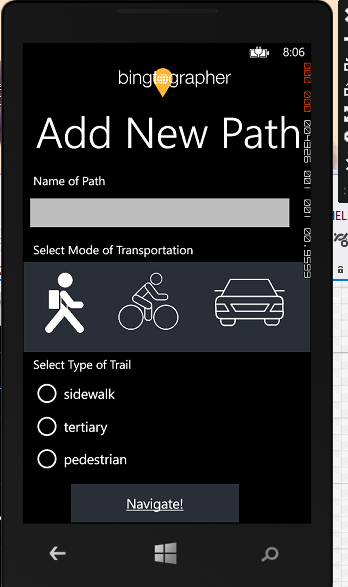 8:06
bingtographer
Add New Path
Name of Path
Select Mode of Transportation
Select Type of Trail
sidewalk
tertiary
pedestrian
Navigate!